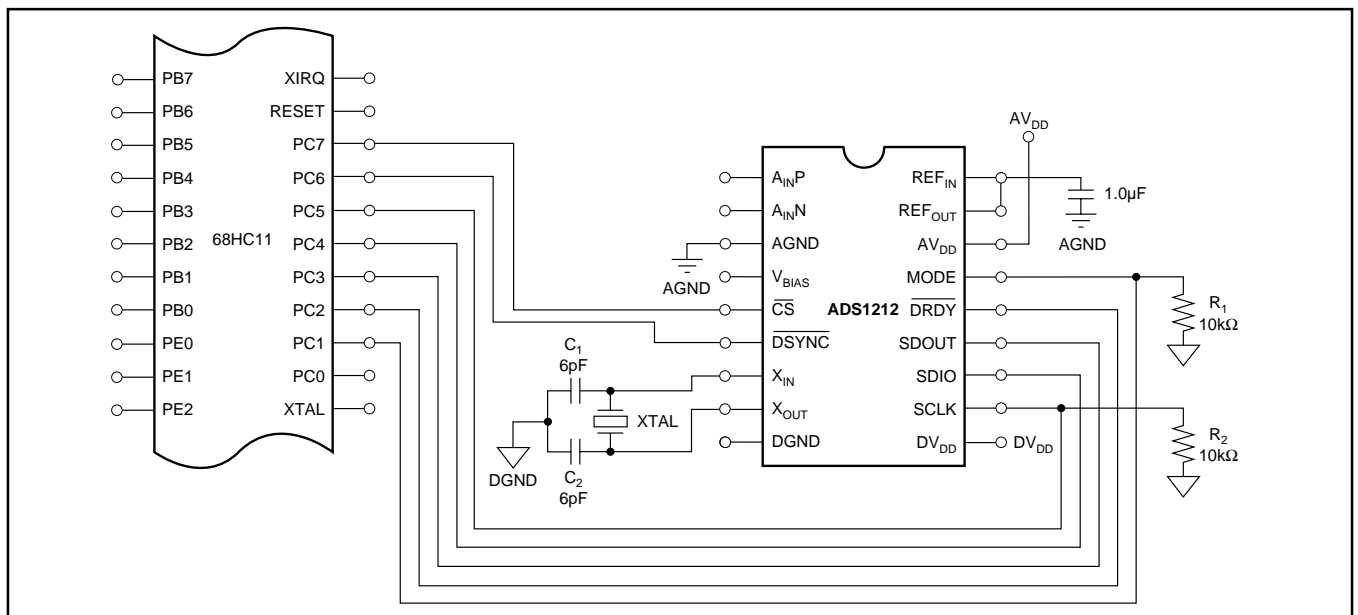 PB7
PB6
PB5
PB4
PB3
PB2
PB1
PB0
PE0
PE1
PE2
68HC11
XIRQ
RESET
PC7
PC6
PC5
PC4
PC3
PC2
PC1
PC0
XTAL
C1
6pF
DGND
C2
6pF
XTAL
AGND
AINP
AINN
AGND
VBIAS
CS
DSYNC
XIN
XOUT
DGND
ADS1212
REFIN
REFOUT
AVDD
MODE
DRDY
SDOUT
SDIO
SCLK
DVDD
AVDD
1.0µF
AGND
R1
10kΩ
DVDD
R2
10kΩ